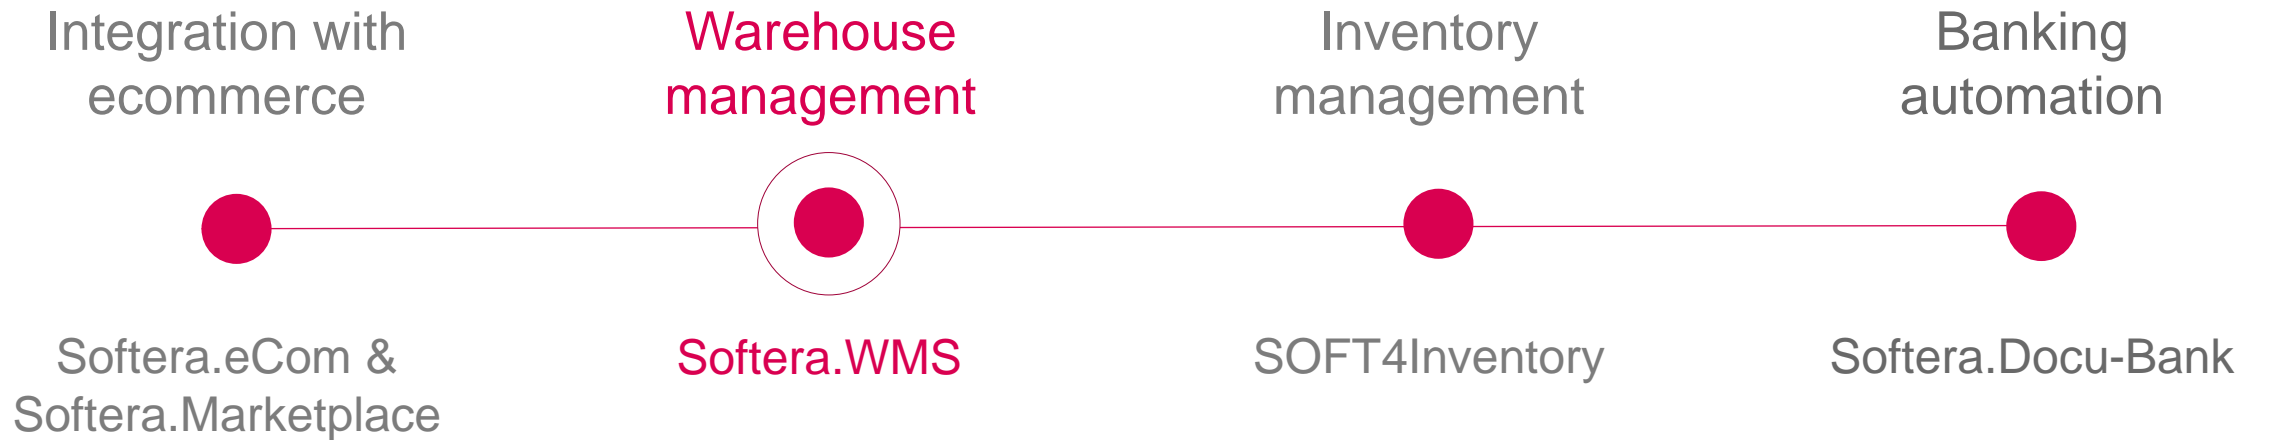 Integration with
ecommerce
Warehouse
management
Inventory
management
Banking
automation
Softera.eCom &
Softera.Marketplace
Softera.WMS
SOFT4Inventory
Softera.Docu-Bank